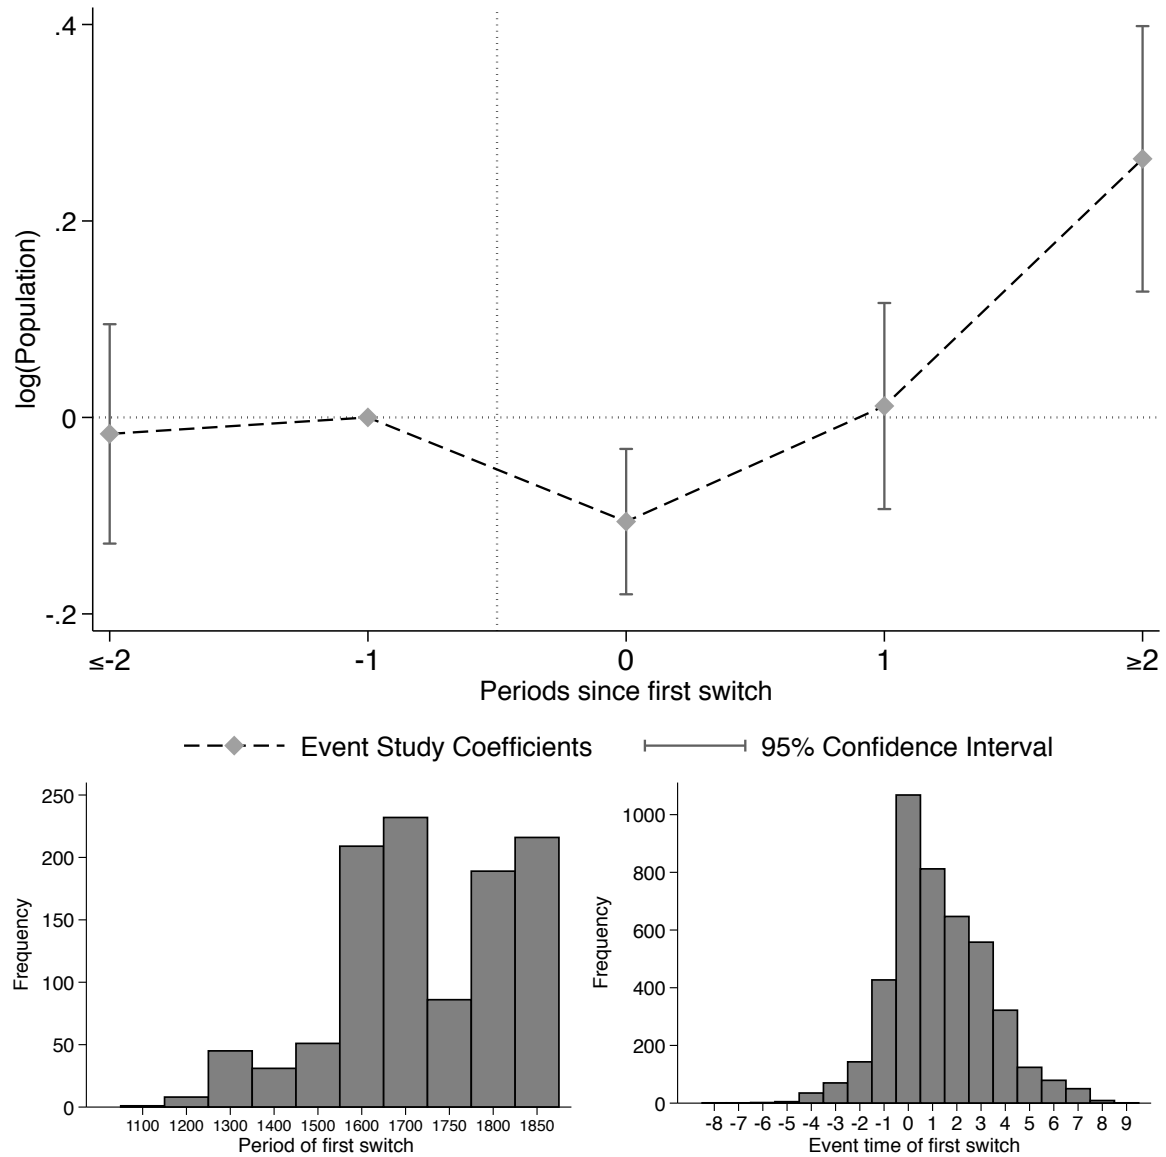 .4
.2
0
-.2
log(Population)
≤-2 -1 0 1 ≥2
Periods since first switch
Event Study Coefficients 95% Confidence Interval
250
200
150
100
50
0
Frequency
1100 1200 1300 1400 1500 1600 1700 1750 1800 1850
Period of first switch
1000
800
600
400
200
0
Frequency
-8 -7 -6 -5 -4 -3 -2 -1 0 1 2 3 4 5 6 7 8 9
Event time of first switch